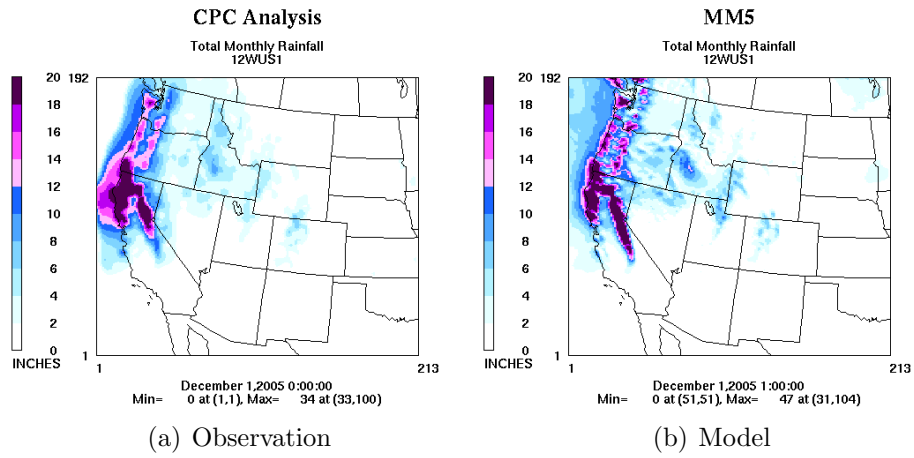 CPC Analysis
Total Monthly Rainfall
12WUS1
20
18
16
14
12
10
8
6
4
2
0
INCHES
192
1
1
213
December 1,2005 0:00:00
Min= 0 at (1,1), Max= 34 at (33,100)
(a) Observation
MM5
Total Monthly Rainfall
12WUS1
20
18
16
14
12
10
8
6
4
2
0
INCHES
192
1
1
213
December 1,2005 1:00:00
Min= 0 at (51,51), Max= 47 at (31,104)
(b) Model